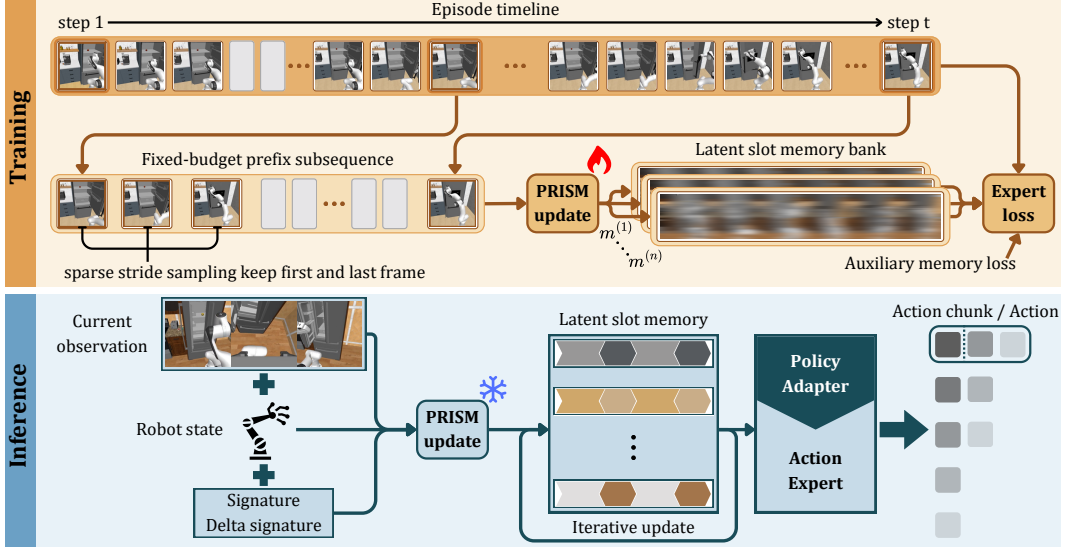 Training
Episode timeline
step 1
step t
...
...
...
Fixed-budget prefix subsequence
...
sparse stride sampling keep first and last frame
PRISM
update
Latent slot memory bank
m^(1)
m^(n)
Expert
loss
Auxiliary memory loss
Inference
Current
observation
Robot state
Signature
Delta signature
PRISM
update
Latent slot memory
Iterative update
Policy
Adapter
Action
Expert
Action chunk / Action